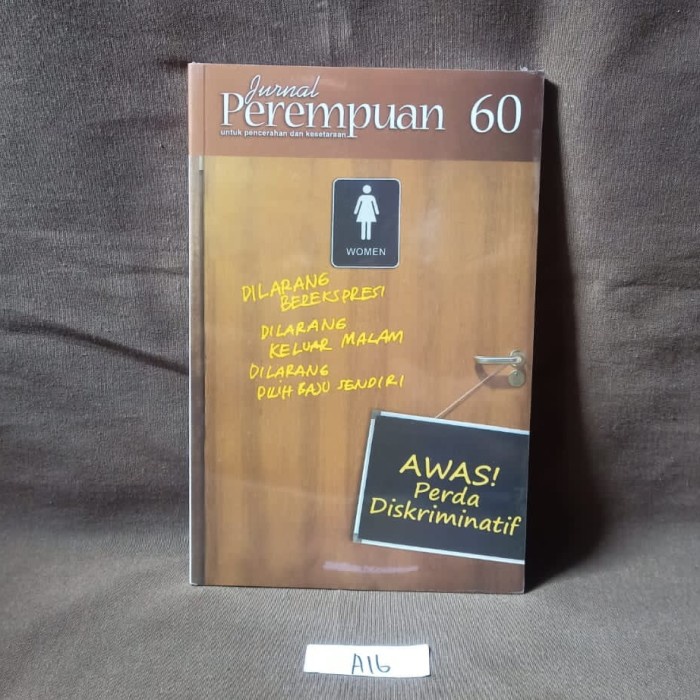 Jurnal
Perempuan 60
untuk pencerahan dan kesetaraan
WOMEN
DILARANG
BEREKSPRESI
DILARANG
KELUAR MALAM
DILARANG
PILIH BAJU SENDIRI
AWAS!
Perda
Diskriminatif
A16